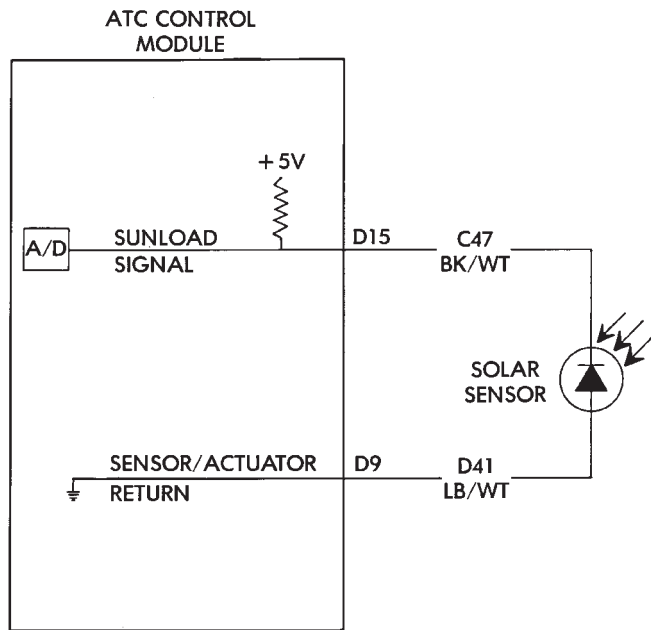 ATC CONTROL
MODULE
+5V
A/D
SUNLOAD
SIGNAL
D15
C47
BK/WT
SOLAR
SENSOR
SENSOR/ACTUATOR
RETURN
D9
D41
LB/WT